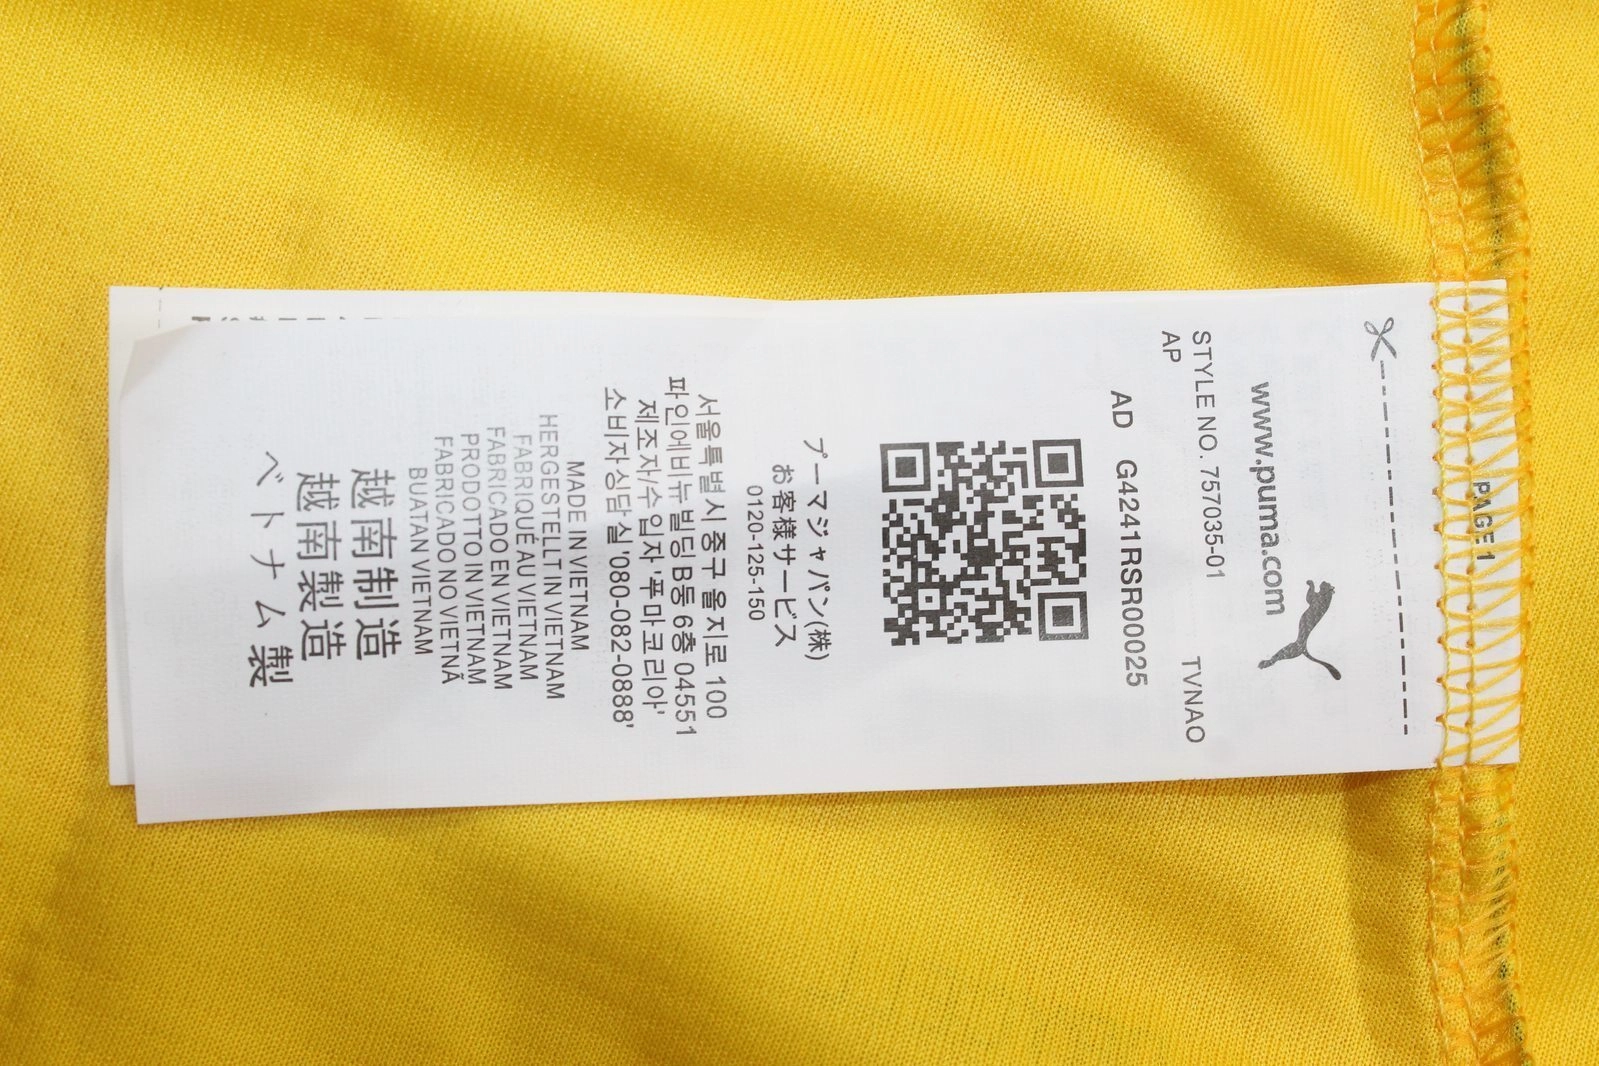 PAGE 1
www.puma.com
STYLE NO. 757035-01 TVNAO
AP
AD G4241RSR000025
プーマジャパン(株)
お客様サービス
0120-125-150
서울특별시 중구 을지로 100
파인에비뉴빌딩 B동 6층 04551
제조자/수입자 '푸마코리아'
소비자상담실 '080-082-0888'
MADE IN VIETNAM
HERGESTELLT IN VIETNAM
FABRIQUÉ AU VIETNAM
FABRICADO EN VIETNAM
PRODOTTO IN VIETNAM
FABRICADO NO VIETNÃ
BUATAN VIETNAM
越南制造
越南製造
ベトナム製